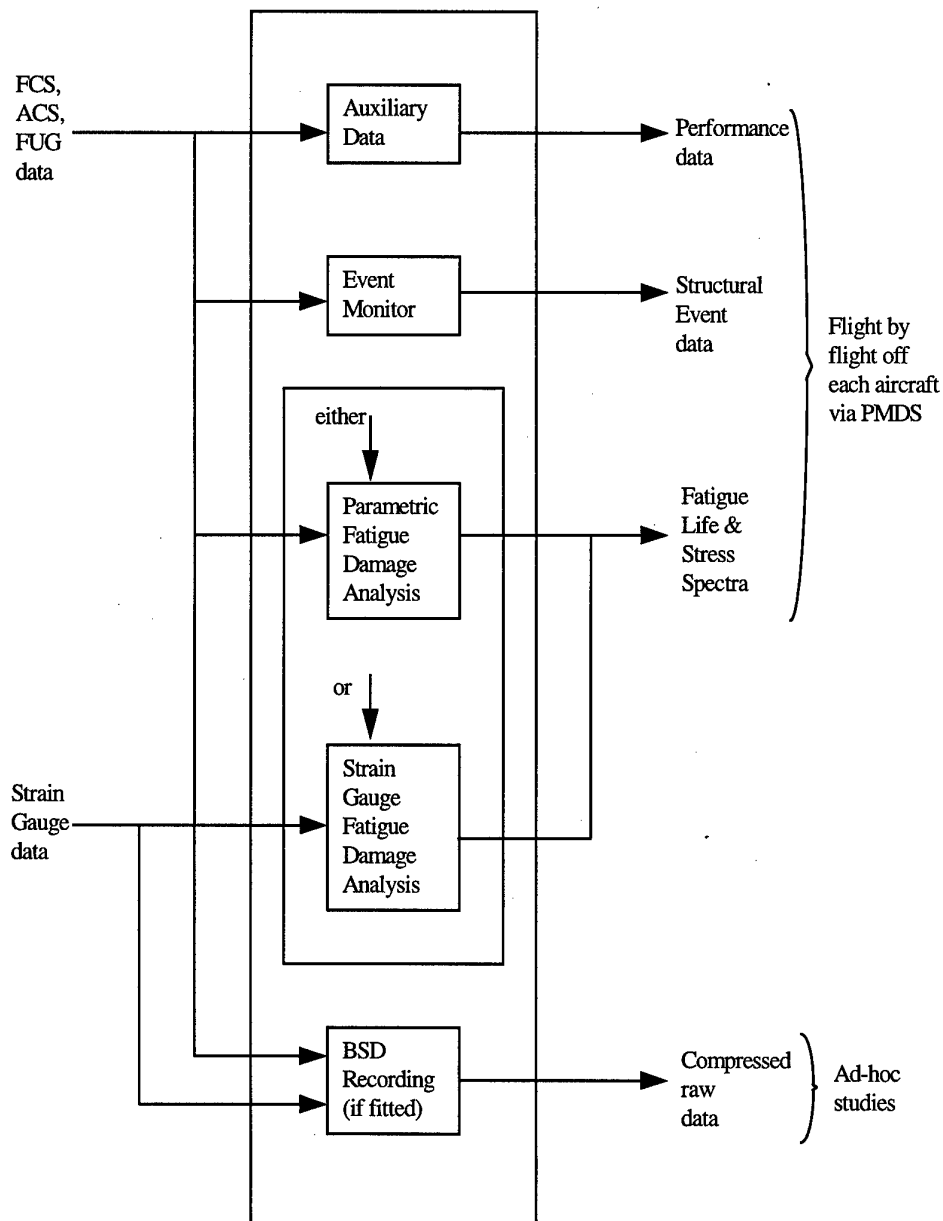 FCS,
ACS,
FUG
data
Auxiliary
Data
Performance
data
Event
Monitor
Structural
Event
data
Flight by
flight off
each aircraft
via PMDS
either
Parametric
Fatigue
Damage
Analysis
Fatigue
Life &
Stress
Spectra
or
Strain
Gauge
data
Strain
Gauge
Fatigue
Damage
Analysis
BSD
Recording
(if fitted)
Compressed
raw
data
Ad-hoc
studies